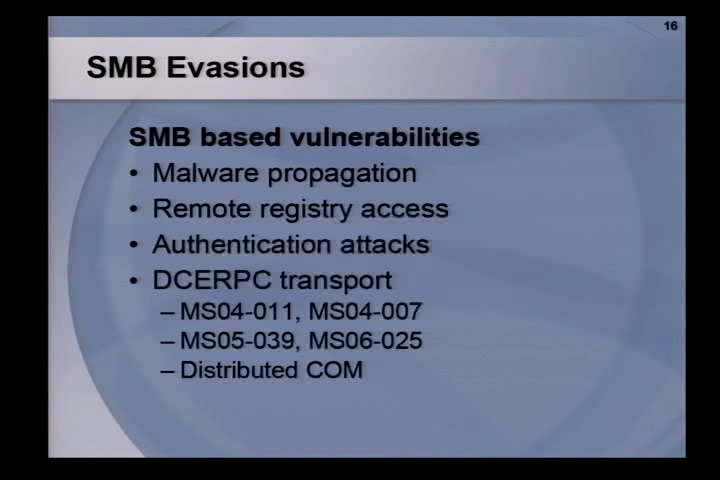 16
SMB Evasions
SMB based vulnerabilities
• Malware propagation
• Remote registry access
• Authentication attacks
• DCERPC transport
– MS04-011, MS04-007
– MS05-039, MS06-025
– Distributed COM